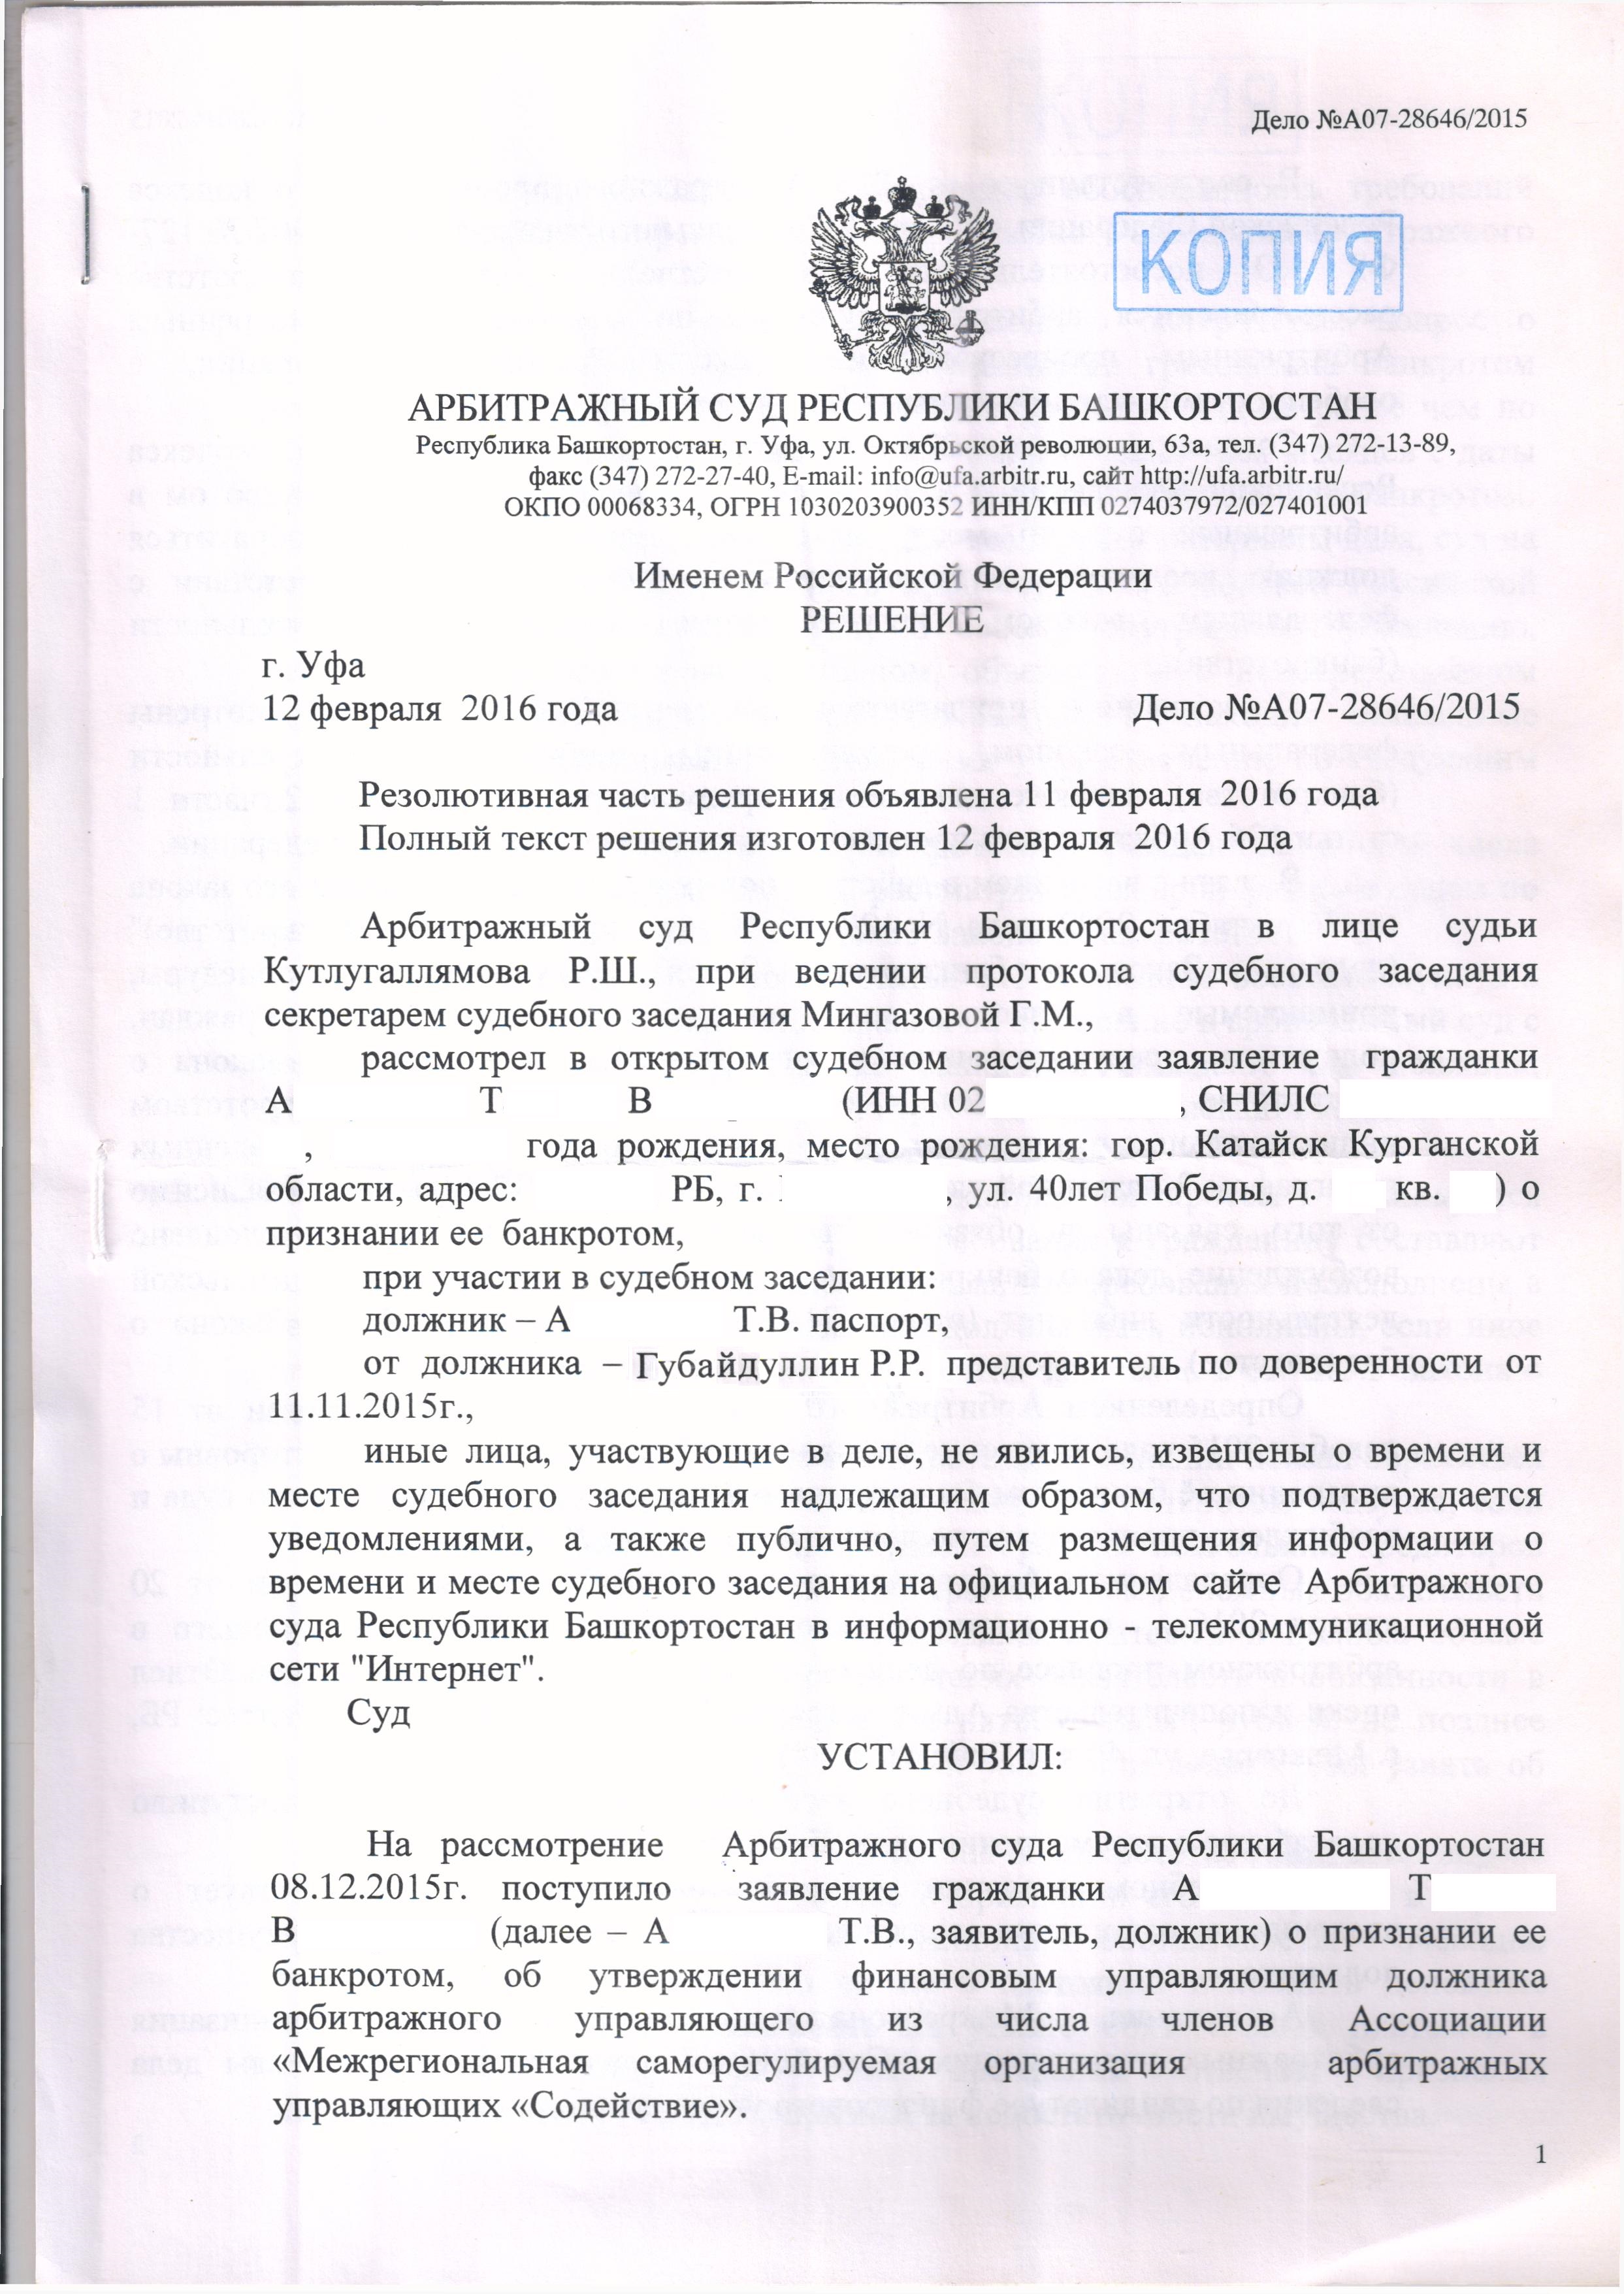 Дело №А07-28646/2015
КОПИЯ
АРБИТРАЖНЫЙ СУД РЕСПУБЛИКИ БАШКОРТОСТАН
Республика Башкортостан, г. Уфа, ул. Октябрьской революции, 63а, тел. (347) 272-13-89,
факс (347) 272-27-40, E-mail: info@ufa.arbitr.ru, сайт http://ufa.arbitr.ru/
ОКПО 00068334, ОГРН 1030203900352 ИНН/КПП 0274037972/027401001
Именем Российской Федерации
РЕШЕНИЕ
г. Уфа
12 февраля 2016 года Дело №А07-28646/2015
Резолютивная часть решения объявлена 11 февраля 2016 года
Полный текст решения изготовлен 12 февраля 2016 года
Арбитражный суд Республики Башкортостан в лице судьи
Кутлугаллямова Р.Ш., при ведении протокола судебного заседания
секретарем судебного заседания Мингазовой Г.М.,
рассмотрел в открытом судебном заседании заявление гражданки
А Т В (ИНН 02 , СНИЛС
, года рождения, место рождения: гор. Катайск Курганской
области, адрес: РБ, г. , ул. 40лет Победы, д. кв. ) о
признании ее банкротом,
при участии в судебном заседании:
должник – А Т.В. паспорт,
от должника – Губайдуллин Р.Р. представитель по доверенности от
11.11.2015г.,
иные лица, участвующие в деле, не явились, извещены о времени и
месте судебного заседания надлежащим образом, что подтверждается
уведомлениями, а также публично, путем размещения информации о
времени и месте судебного заседания на официальном сайте Арбитражного
суда Республики Башкортостан в информационно - телекоммуникационной
сети "Интернет".
Суд
УСТАНОВИЛ:
На рассмотрение Арбитражного суда Республики Башкортостан
08.12.2015г. поступило заявление гражданки А Т
В (далее – А Т.В., заявитель, должник) о признании ее
банкротом, об утверждении финансовым управляющим должника
арбитражного управляющего из числа членов Ассоциации
«Межрегиональная саморегулируемая организация арбитражных
управляющих «Содействие».
1